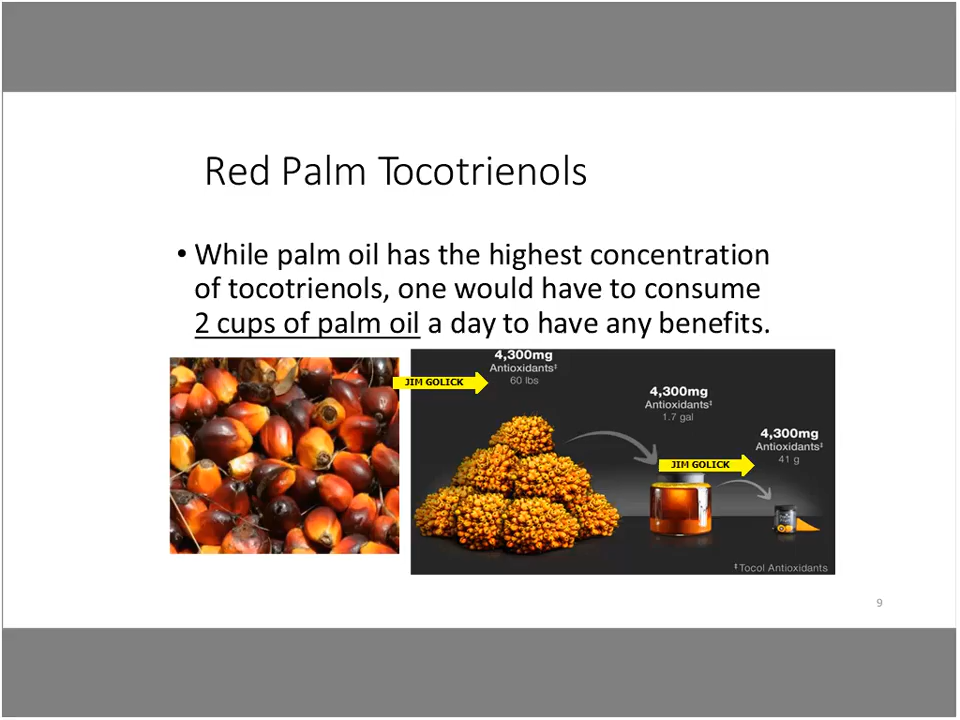 Red Palm Tocotrienols
• While palm oil has the highest concentration
of tocotrienols, one would have to consume
2 cups of palm oil a day to have any benefits.
4,300mg
Antioxidants‡
60 lbs
JIM GOLICK
4,300mg
Antioxidants‡
1.7 gal
4,300mg
Antioxidants‡
41 g
JIM GOLICK
‡Tocol Antioxidants
9